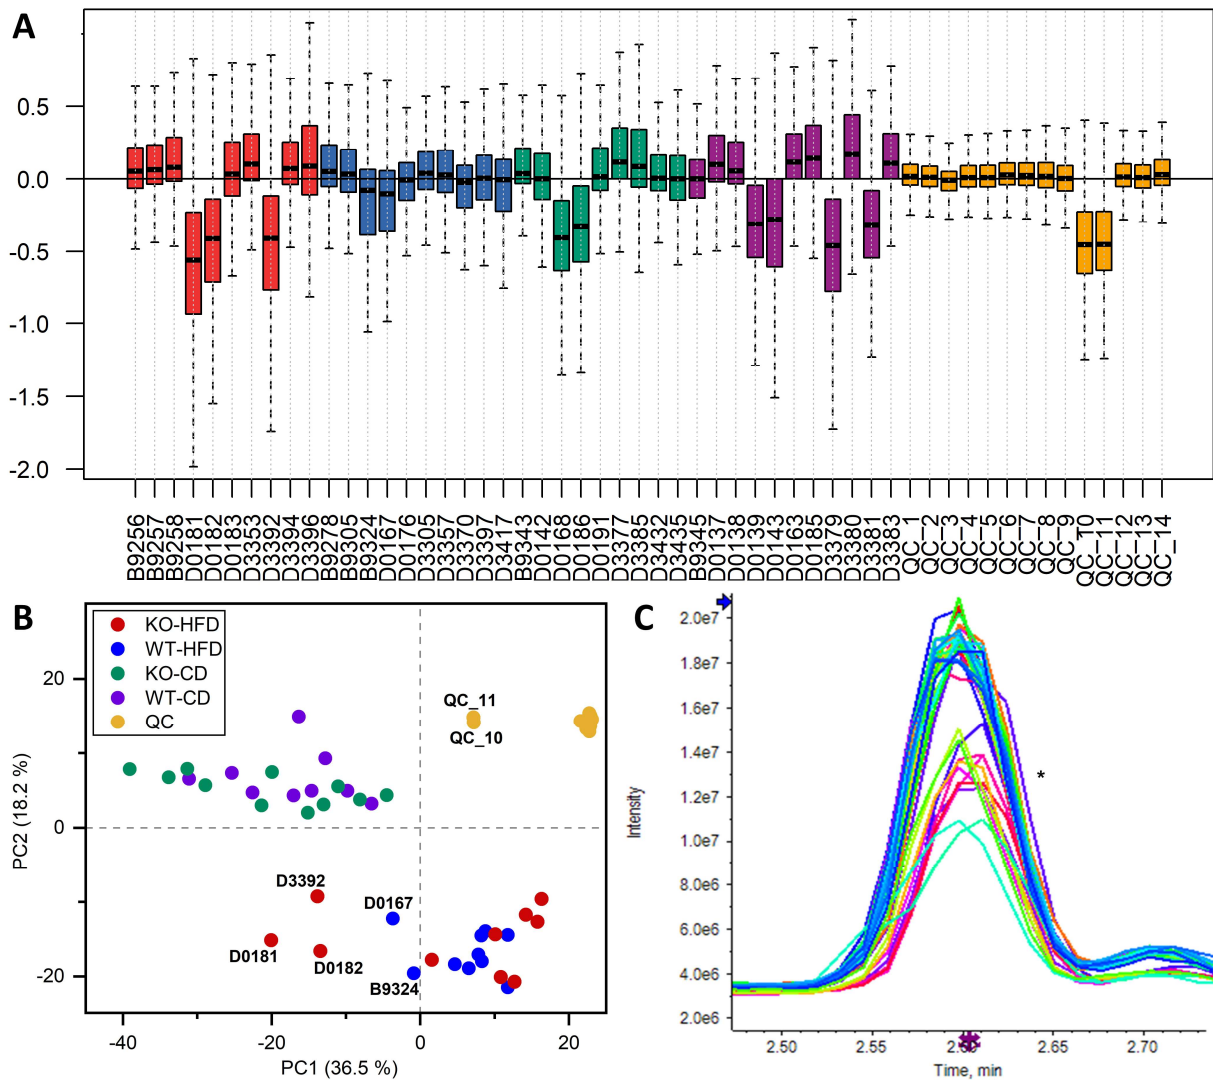 A
0.5
0.0
-0.5
-1.0
-1.5
-2.0
B9256
B9257
B9258
D0181
D0182
D0183
D3353
D3392
D3394
D3396
B9278
B9305
B9324
D0167
D0176
D3305
D3357
D3370
D3397
D3417
B9343
D0142
D0168
D0186
D0191
D3377
D3385
D3432
D3435
B9345
D0137
D0138
D0139
D0143
D0163
D0185
D3379
D3380
D3381
D3383
QC_1
QC_2
QC_3
QC_4
QC_5
QC_6
QC_7
QC_8
QC_9
QC_10
QC_11
QC_12
QC_13
QC_14
B
KO-HFD
WT-HFD
KO-CD
WT-CD
QC
QC_11
QC_10
D3392
D0167
D0181
D0182
B9324
20
0
-20
PC2 (18.2 %)
-40
-20
0
20
PC1 (36.5 %)
C
2.0e7
1.8e7
1.6e7
1.4e7
1.2e7
1.0e7
8.0e6
6.0e6
4.0e6
2.0e6
Intensity
*
2.50
2.55
2.65
2.70
Time, min